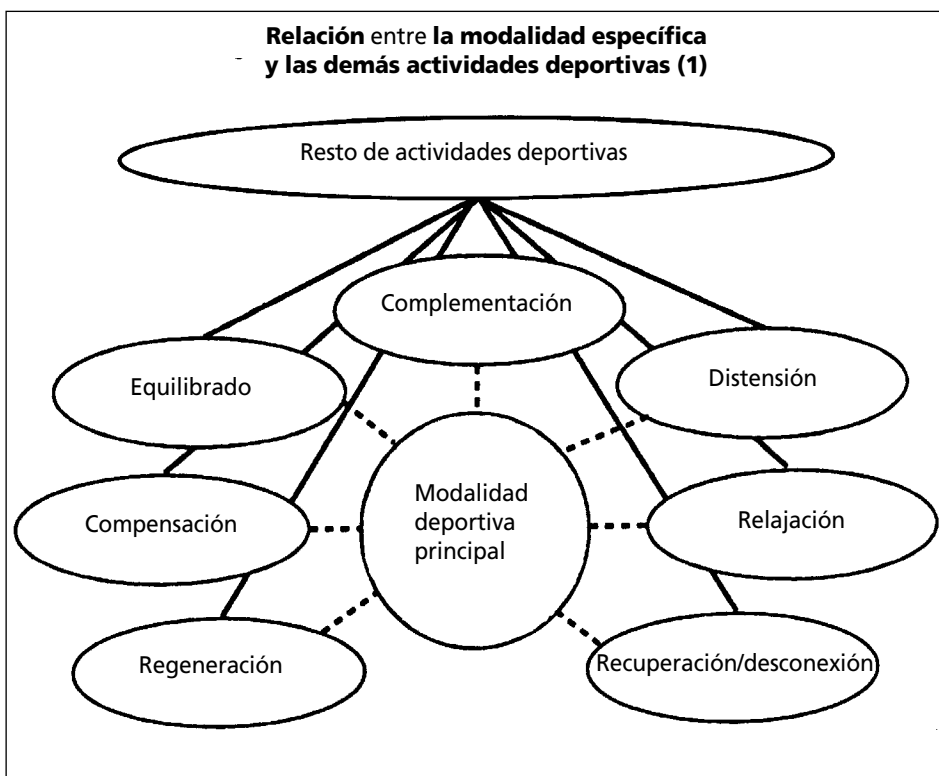 Relación entre la modalidad específica
y las demás actividades deportivas (1)
Resto de actividades deportivas
Complementación
Equilibrado
Distensión
Compensación
Modalidad
deportiva
principal
Relajación
Regeneración
Recuperación/desconexión